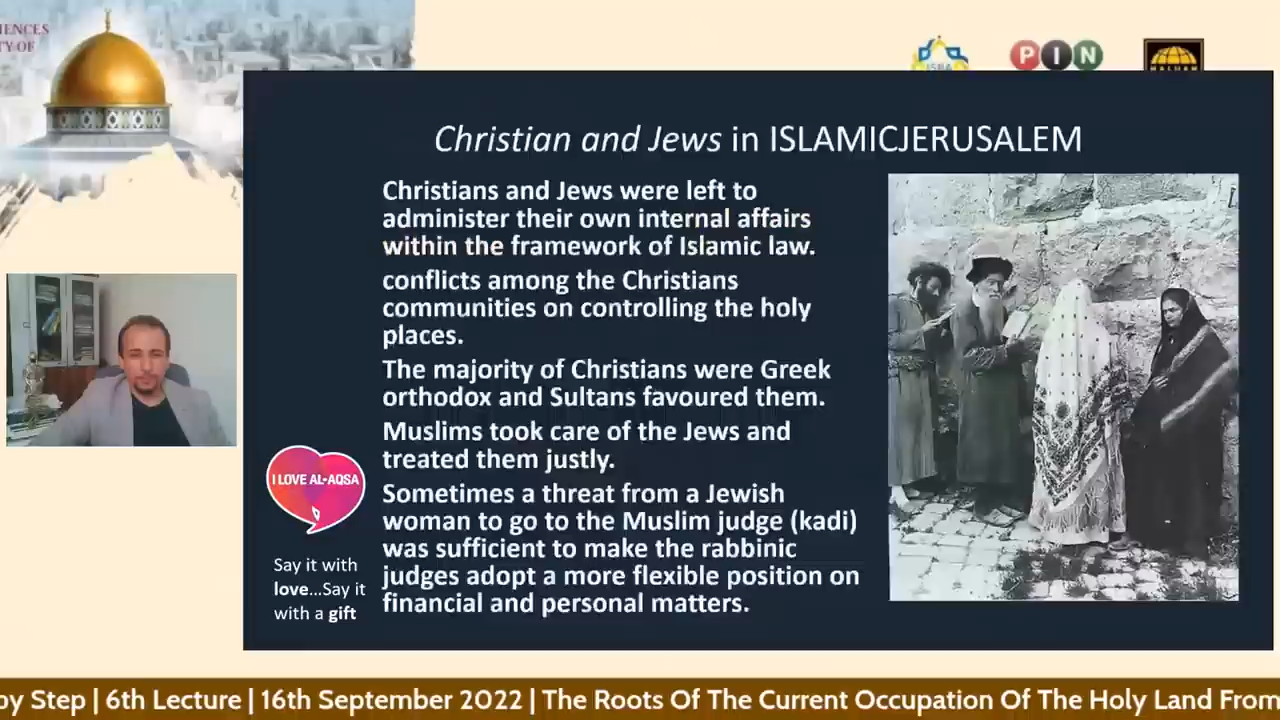 IENCES
TY OF
ISRA
PIN
Christian and Jews in ISLAMICJERUSALEM
Christians and Jews were left to
administer their own internal affairs
within the framework of Islamic law.
conflicts among the Christians
communities on controlling the holy
places.
The majority of Christians were Greek
orthodox and Sultans favoured them.
Muslims took care of the Jews and
treated them justly.
Sometimes a threat from a Jewish
woman to go to the Muslim judge (kadi)
was sufficient to make the rabbinic
judges adopt a more flexible position on
financial and personal matters.
I LOVE AL-AQSA
Say it with
love...Say it
with a gift
by Step | 6th Lecture | 16th September 2022 | The Roots Of The Current Occupation Of The Holy Land From